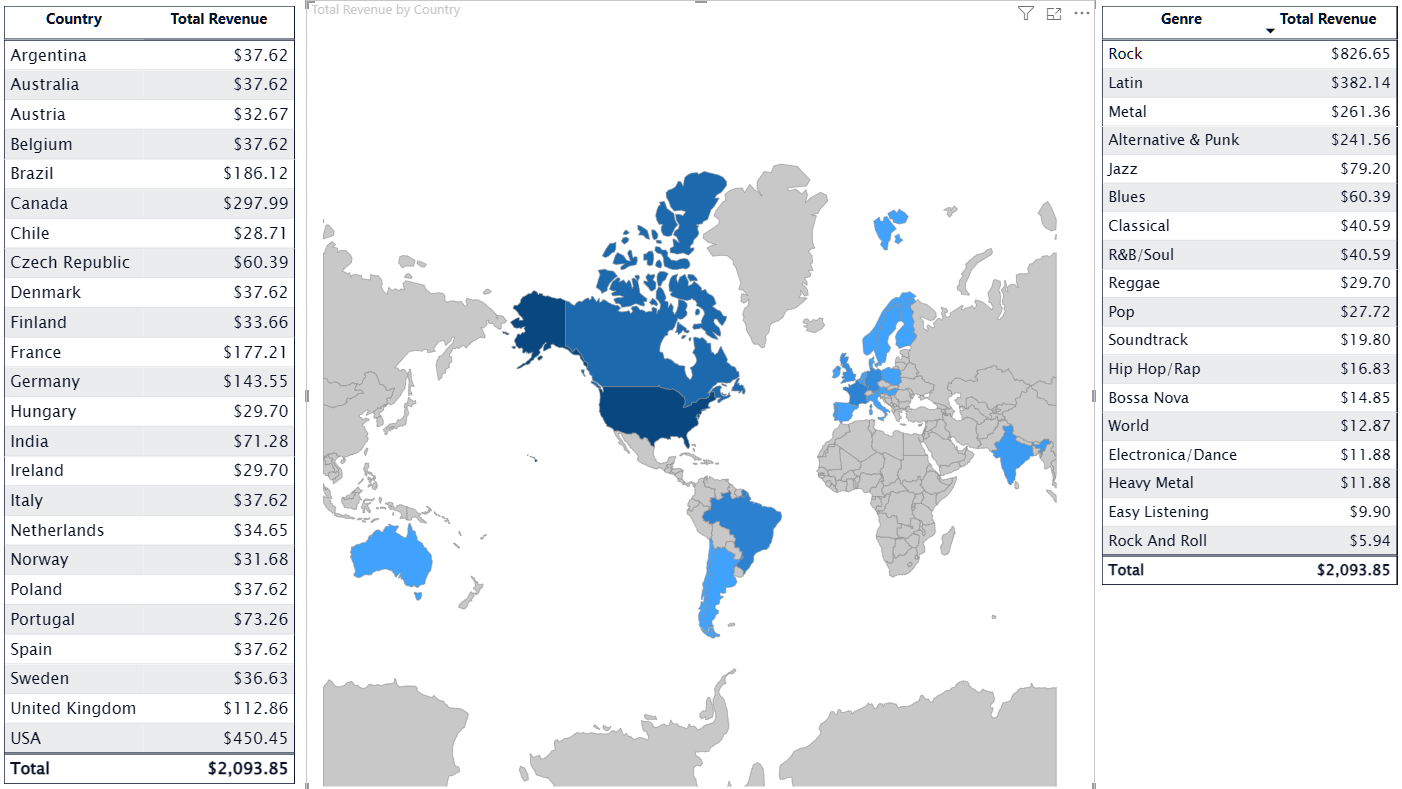 Country Total Revenue
Argentina $37.62
Australia $37.62
Austria $32.67
Belgium $37.62
Brazil $186.12
Canada $297.99
Chile $28.71
Czech Republic $60.39
Denmark $37.62
Finland $33.66
France $177.21
Germany $143.55
Hungary $29.70
India $71.28
Ireland $29.70
Italy $37.62
Netherlands $34.65
Norway $31.68
Poland $37.62
Portugal $73.26
Spain $37.62
Sweden $36.63
United Kingdom $112.86
USA $450.45
Total $2,093.85
Total Revenue by Country
Genre Total Revenue
Rock $826.65
Latin $382.14
Metal $261.36
Alternative & Punk $241.56
Jazz $79.20
Blues $60.39
Classical $40.59
R&B/Soul $40.59
Reggae $29.70
Pop $27.72
Soundtrack $19.80
Hip Hop/Rap $16.83
Bossa Nova $14.85
World $12.87
Electronica/Dance $11.88
Heavy Metal $11.88
Easy Listening $9.90
Rock And Roll $5.94
Total $2,093.85